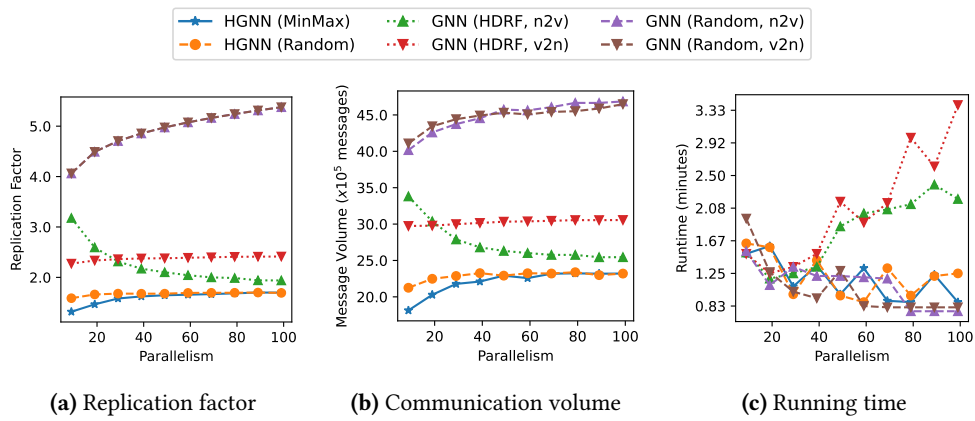 HGNN (MinMax) GNN (HDRF, n2v) GNN (Random, n2v)
HGNN (Random) GNN (HDRF, v2n) GNN (Random, v2n)
Replication Factor
5.0
4.0
3.0
2.0
20 40 60 80 100
Parallelism
(a) Replication factor
Message Volume (x10⁵ messages)
45.0
40.0
35.0
30.0
25.0
20.0
20 40 60 80 100
Parallelism
(b) Communication volume
Runtime (minutes)
3.33
2.92
2.50
2.08
1.67
1.25
0.83
20 40 60 80 100
Parallelism
(c) Running time